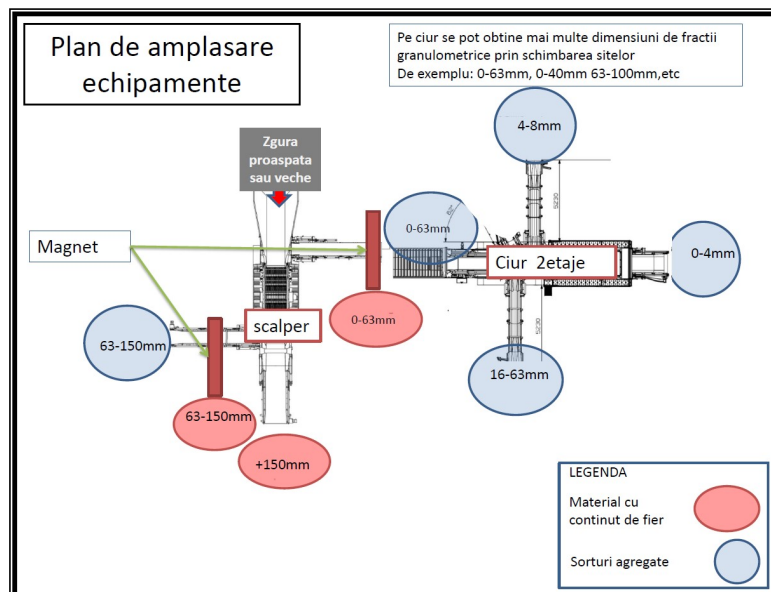 Plan de amplasare
echipamente
Pe ciur se pot obtine mai multe dimensiuni de fractii
granulometrice prin schimbarea sitelor
De exemplu: 0-63mm, 0-40mm 63-100mm,etc
4-8mm
Zgura
proaspata
sau veche
5230
0-63mm
Magnet
Ciur 2etaje
0-4mm
0-63mm
scalper
63-150mm
5230
16-63mm
63-150mm
+150mm
LEGENDA
Material cu
continut de fier
Sorturi agregate